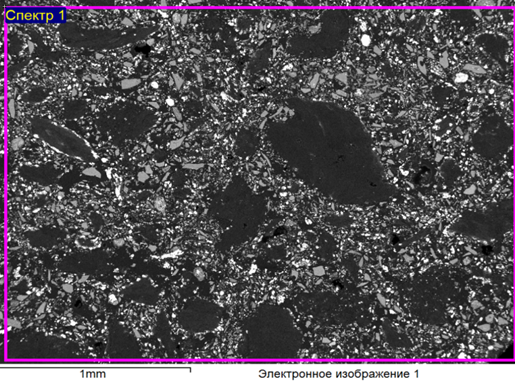 Спектр 1
1mm
Электронное изображение 1